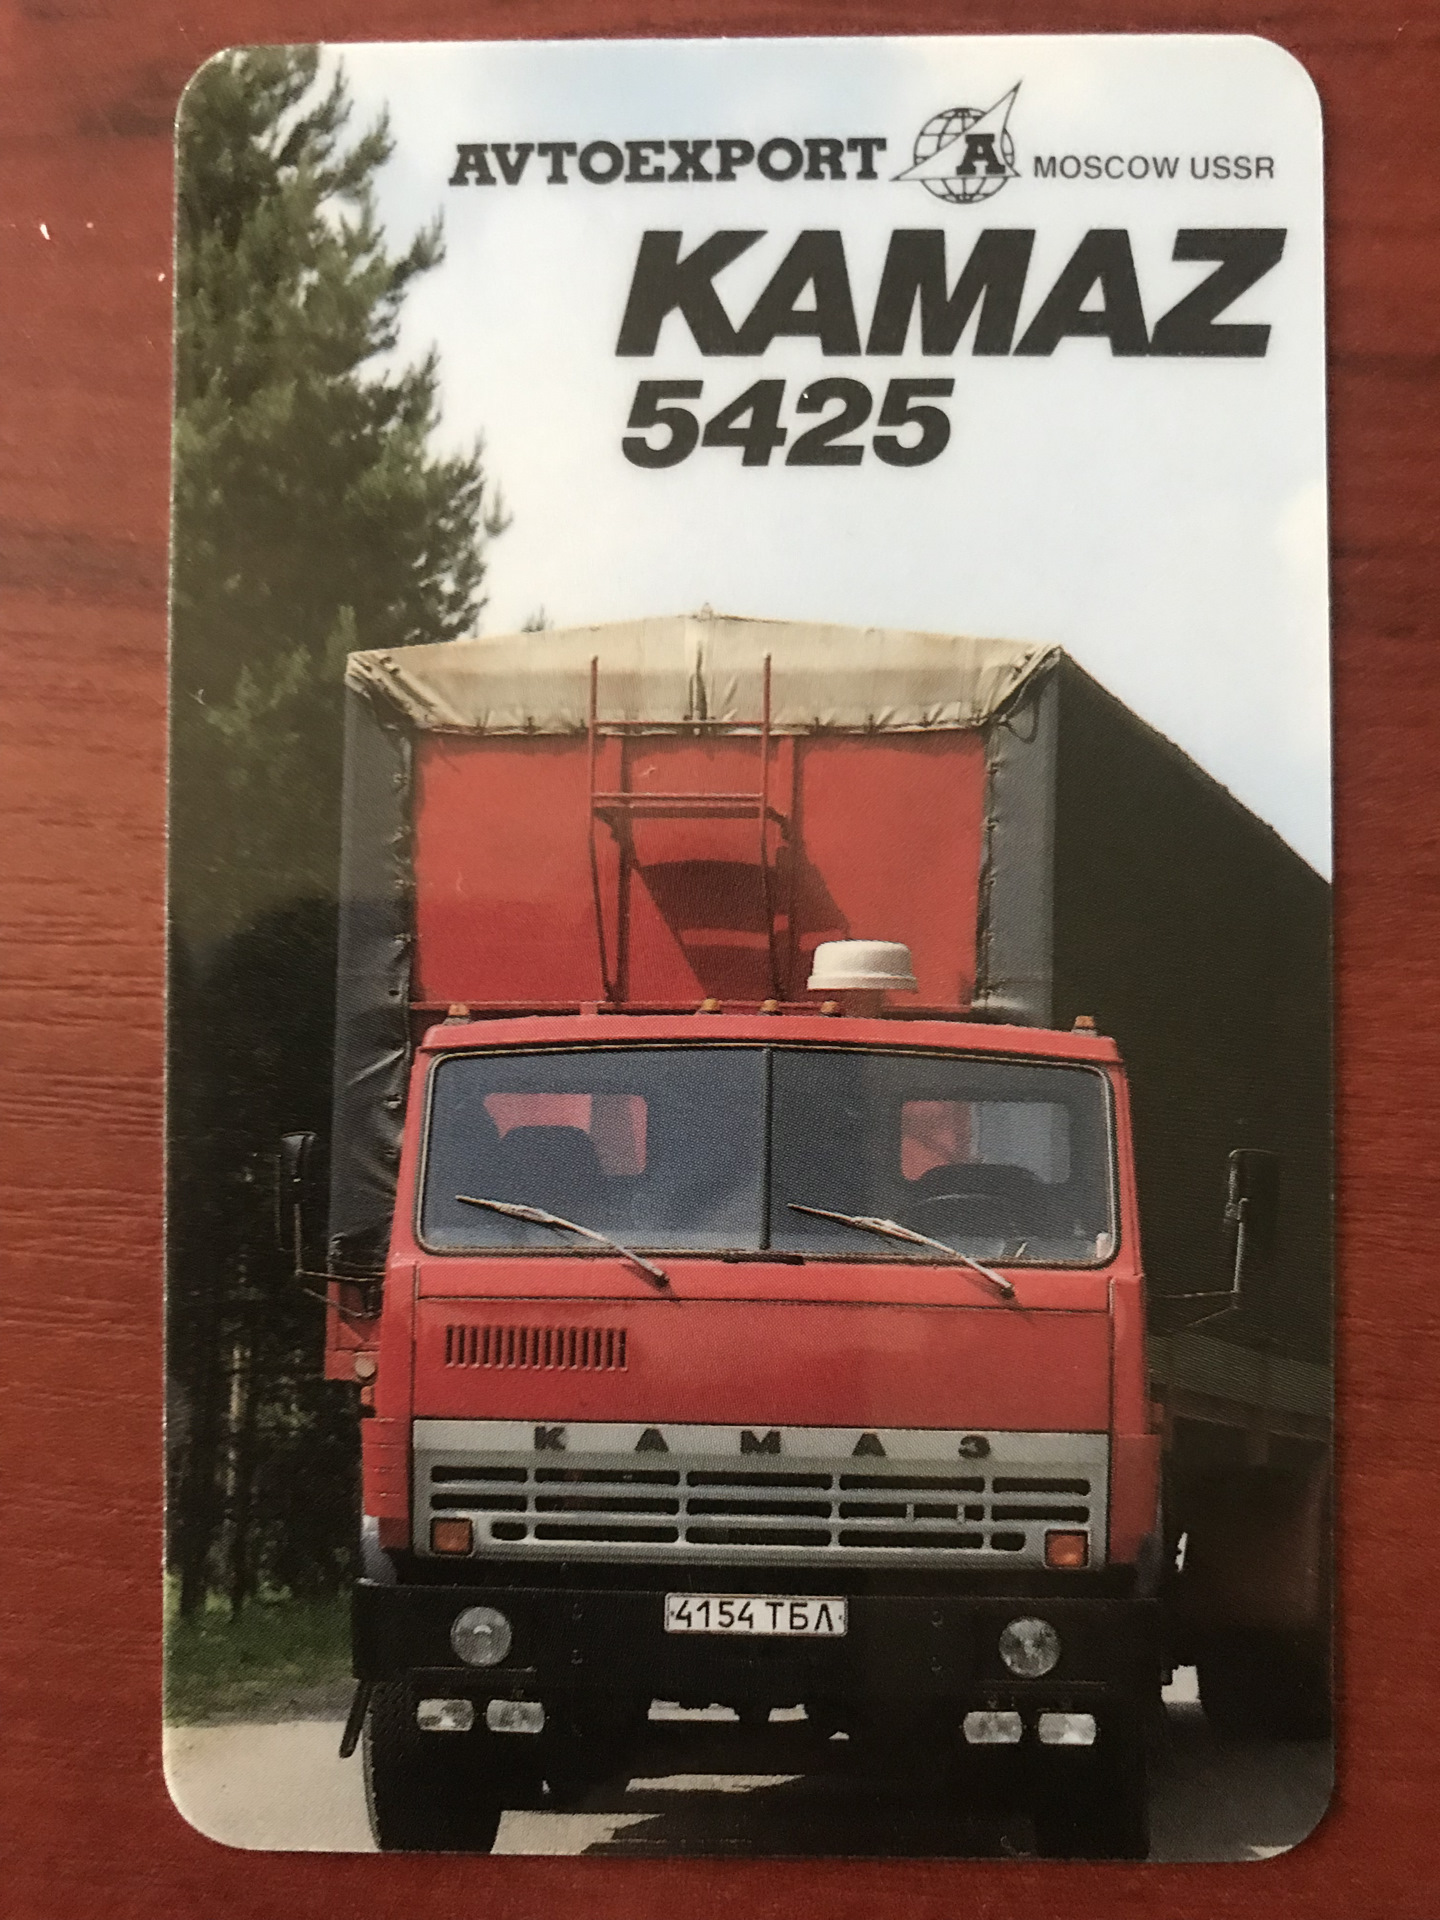 AVTOEXPORT A MOSCOW USSR
KAMAZ
5425
КАМАЗ
4154 ТБЛ